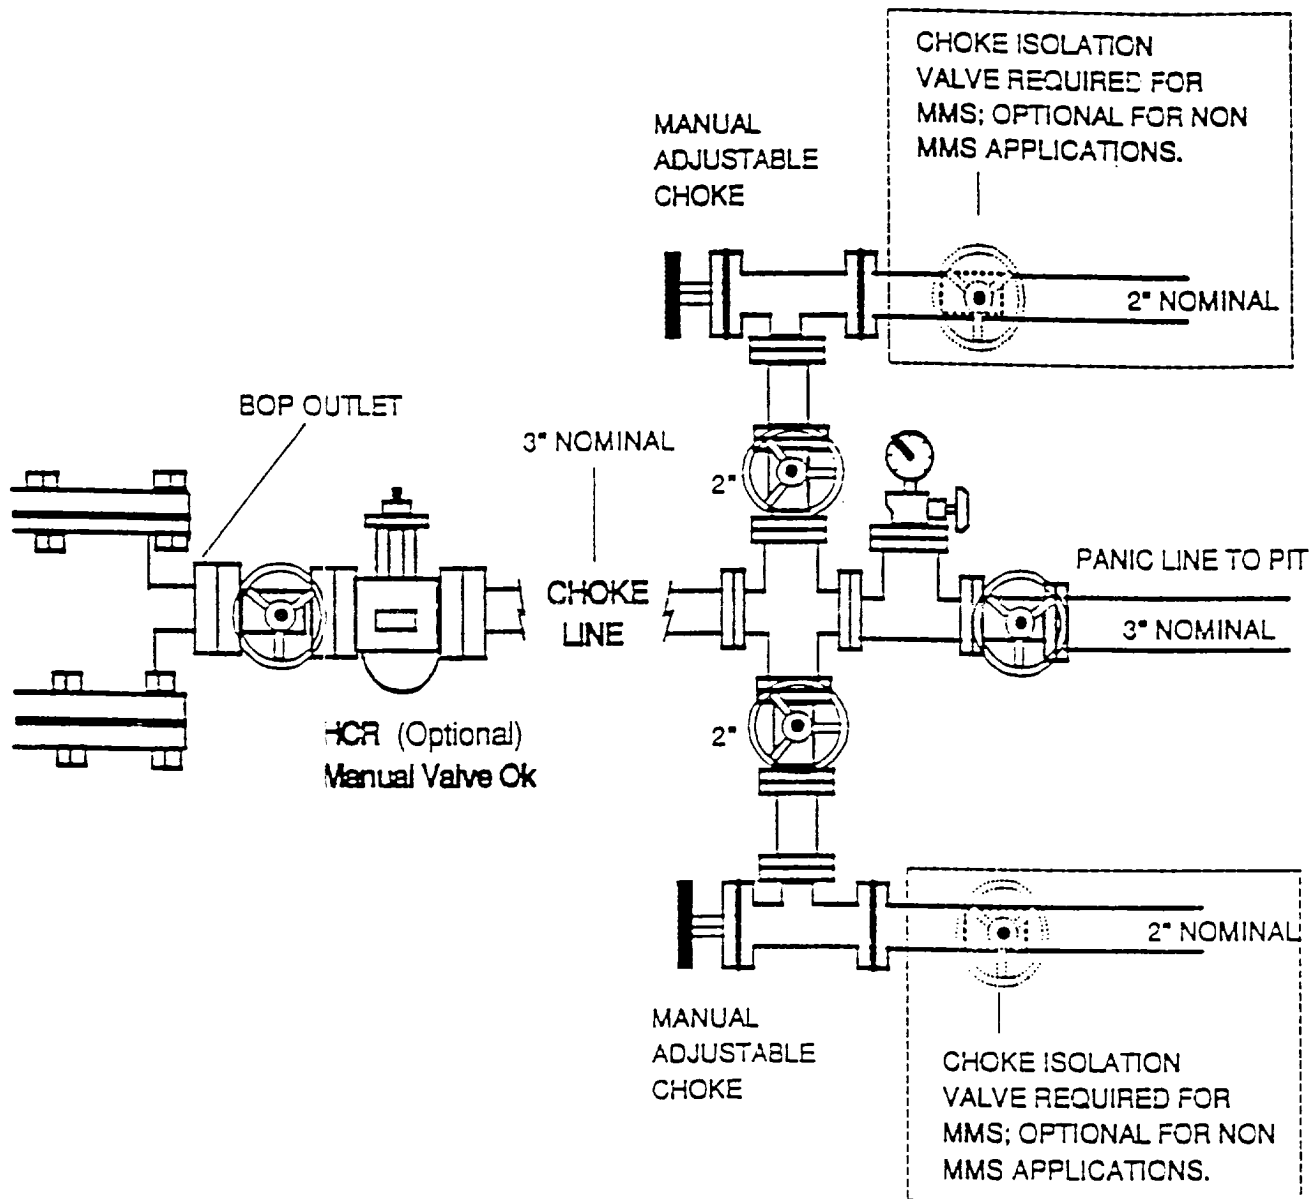 CHOKE ISOLATION
VALVE REQUIRED FOR
MMS; OPTIONAL FOR NON
MMS APPLICATIONS.
MANUAL
ADJUSTABLE
CHOKE
2" NOMINAL
BOP OUTLET
3" NOMINAL
2"
PANIC LINE TO PIT
CHOKE
LINE
3" NOMINAL
HCR (Optional)
Manual Valve Ok
2"
2" NOMINAL
MANUAL
ADJUSTABLE
CHOKE
CHOKE ISOLATION
VALVE REQUIRED FOR
MMS; OPTIONAL FOR NON
MMS APPLICATIONS.